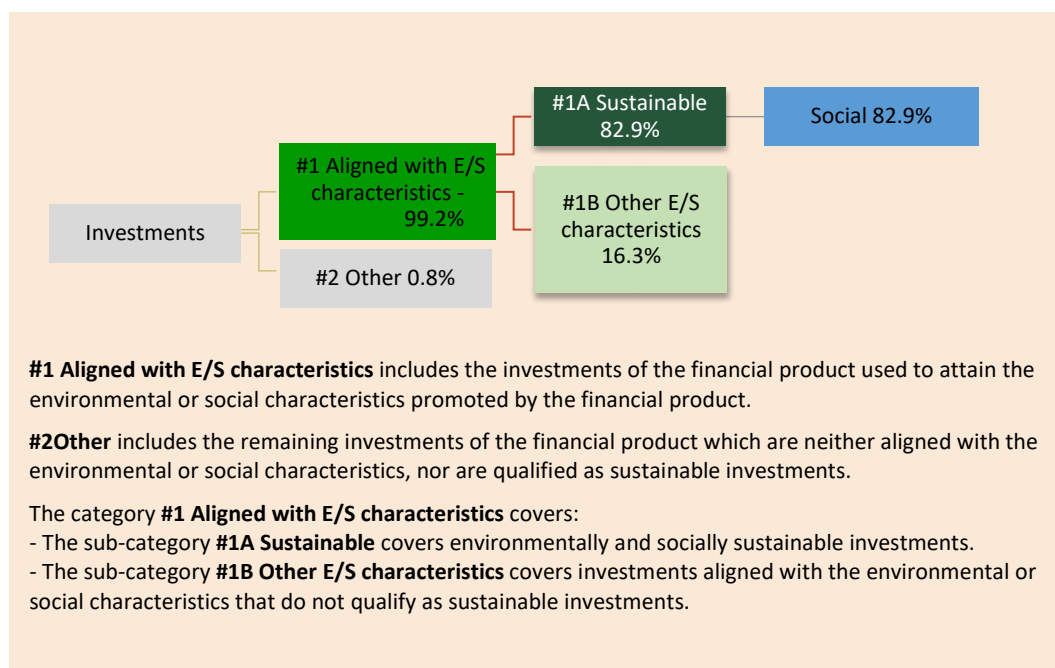 #1A Sustainable
82.9%
Social 82.9%
#1 Aligned with E/S
characteristics -
99.2%
#1B Other E/S
characteristics
16.3%
Investments
#2 Other 0.8%
#1 Aligned with E/S characteristics includes the investments of the financial product used to attain the
environmental or social characteristics promoted by the financial product.
#2Other includes the remaining investments of the financial product which are neither aligned with the
environmental or social characteristics, nor are qualified as sustainable investments.
The category #1 Aligned with E/S characteristics covers:
- The sub-category #1A Sustainable covers environmentally and socially sustainable investments.
- The sub-category #1B Other E/S characteristics covers investments aligned with the environmental or
social characteristics that do not qualify as sustainable investments.